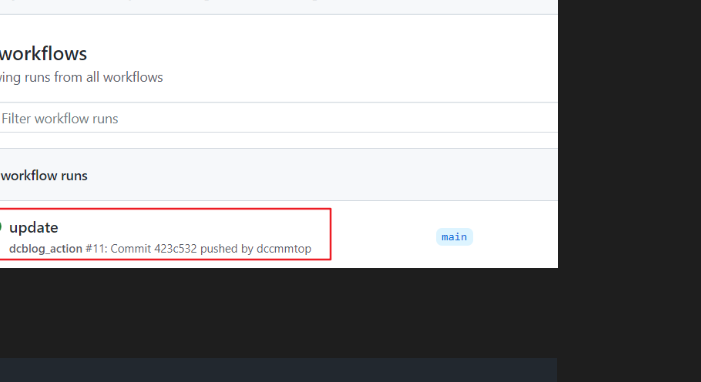 workflows
wing runs from all workflows
Filter workflow runs
workflow runs
update
dcblog_action #11: Commit 423c532 pushed by dccmmtop
main